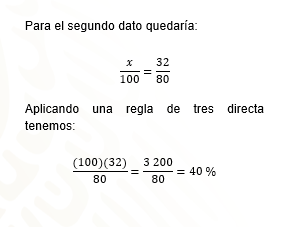 Para el segundo dato quedaría:
x/100 = 32/80
Aplicando una regla de tres directa
tenemos:
(100)(32)/80 = 3 200/80 = 40 %